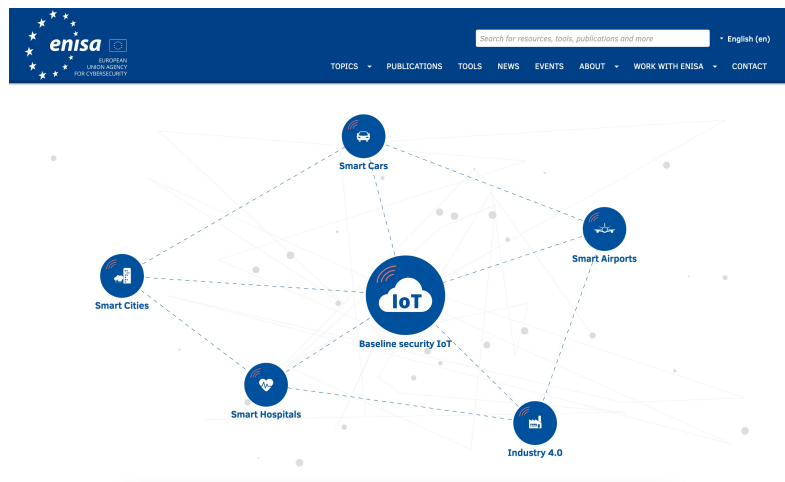 enisa
EUROPEAN
UNION AGENCY
FOR CYBERSECURITY
Search for resources, tools, publications and more
English (en)
TOPICS PUBLICATIONS TOOLS NEWS EVENTS ABOUT WORK WITH ENISA CONTACT
Smart Cars
Smart Airports
Smart Cities
IoT
Baseline security IoT
Smart Hospitals
Industry 4.0